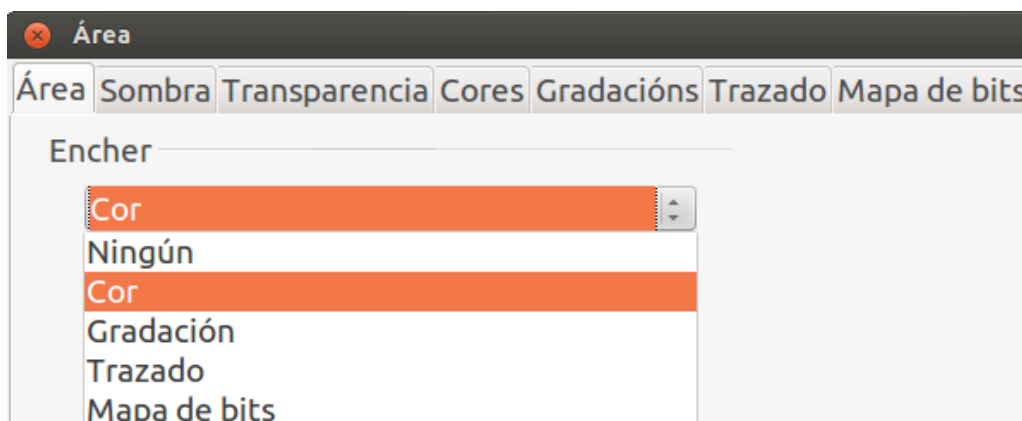 Área
Área Sombra Transparencia Cores Gradacións Trazado Mapa de bits
Encher
Cor
Ningún
Cor
Gradación
Trazado
Mapa de bits